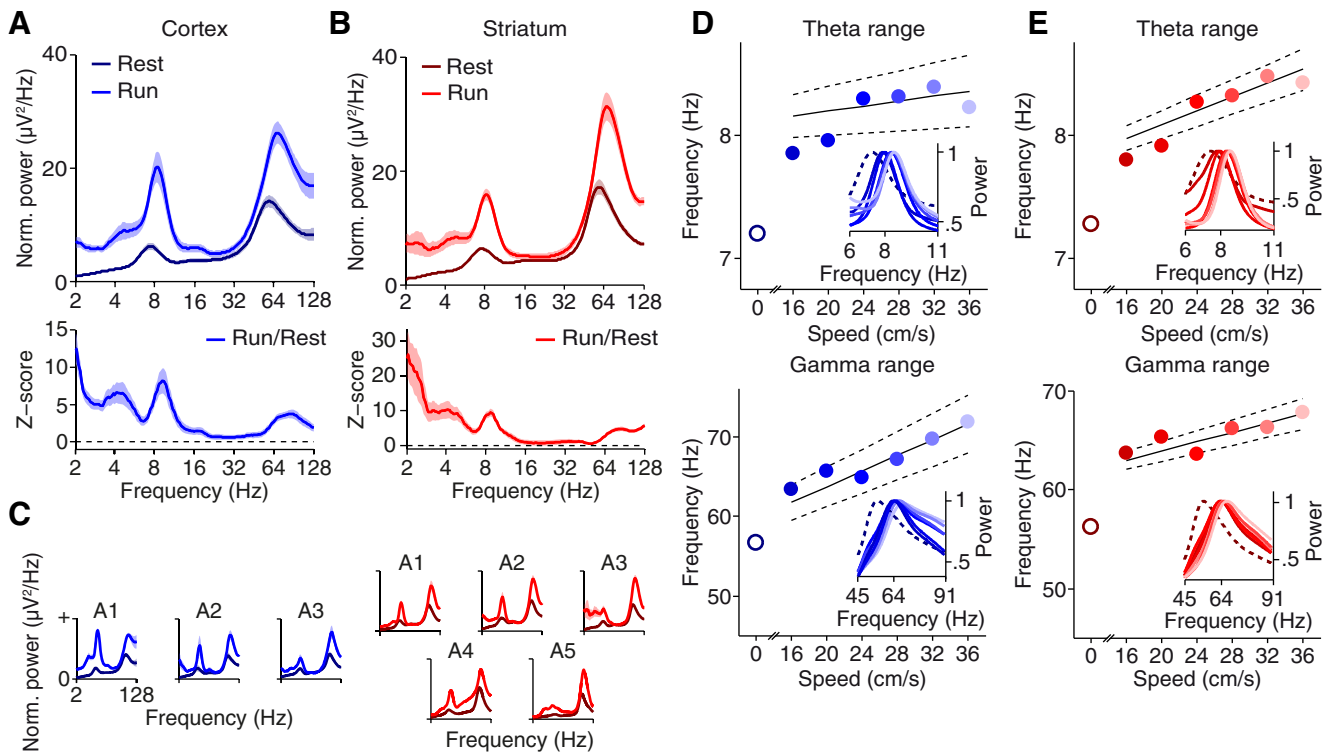 A
Cortex
Norm. power (µV²/Hz)
40
20
0
Rest
Run
2 4 8 16 32 64 128
Z−score
15
10
5
0
Run/Rest
2 4 8 16 32 64 128
Frequency (Hz)
B
Striatum
Norm. power (µV²/Hz)
40
20
0
Rest
Run
2 4 8 16 32 64 128
Z−score
30
20
10
0
Run/Rest
2 4 8 16 32 64 128
Frequency (Hz)
C
Norm. power (µV²/Hz)
+
0
A1 A2 A3
2 128
Frequency (Hz)
A1 A2 A3
A4 A5
Frequency (Hz)
D
Theta range
Frequency (Hz)
8
7
1
.5
Power
6 8 11
Frequency (Hz)
0 16 20 24 28 32 36
Speed (cm/s)
Gamma range
Frequency (Hz)
70
60
50
1
.5
Power
45 64 91
Frequency (Hz)
0 16 20 24 28 32 36
Speed (cm/s)
E
Theta range
Frequency (Hz)
8
7
1
.5
Power
6 8 11
Frequency (Hz)
0 16 20 24 28 32 36
Speed (cm/s)
Gamma range
Frequency (Hz)
70
60
50
1
.5
Power
45 64 91
Frequency (Hz)
0 16 20 24 28 32 36
Speed (cm/s)